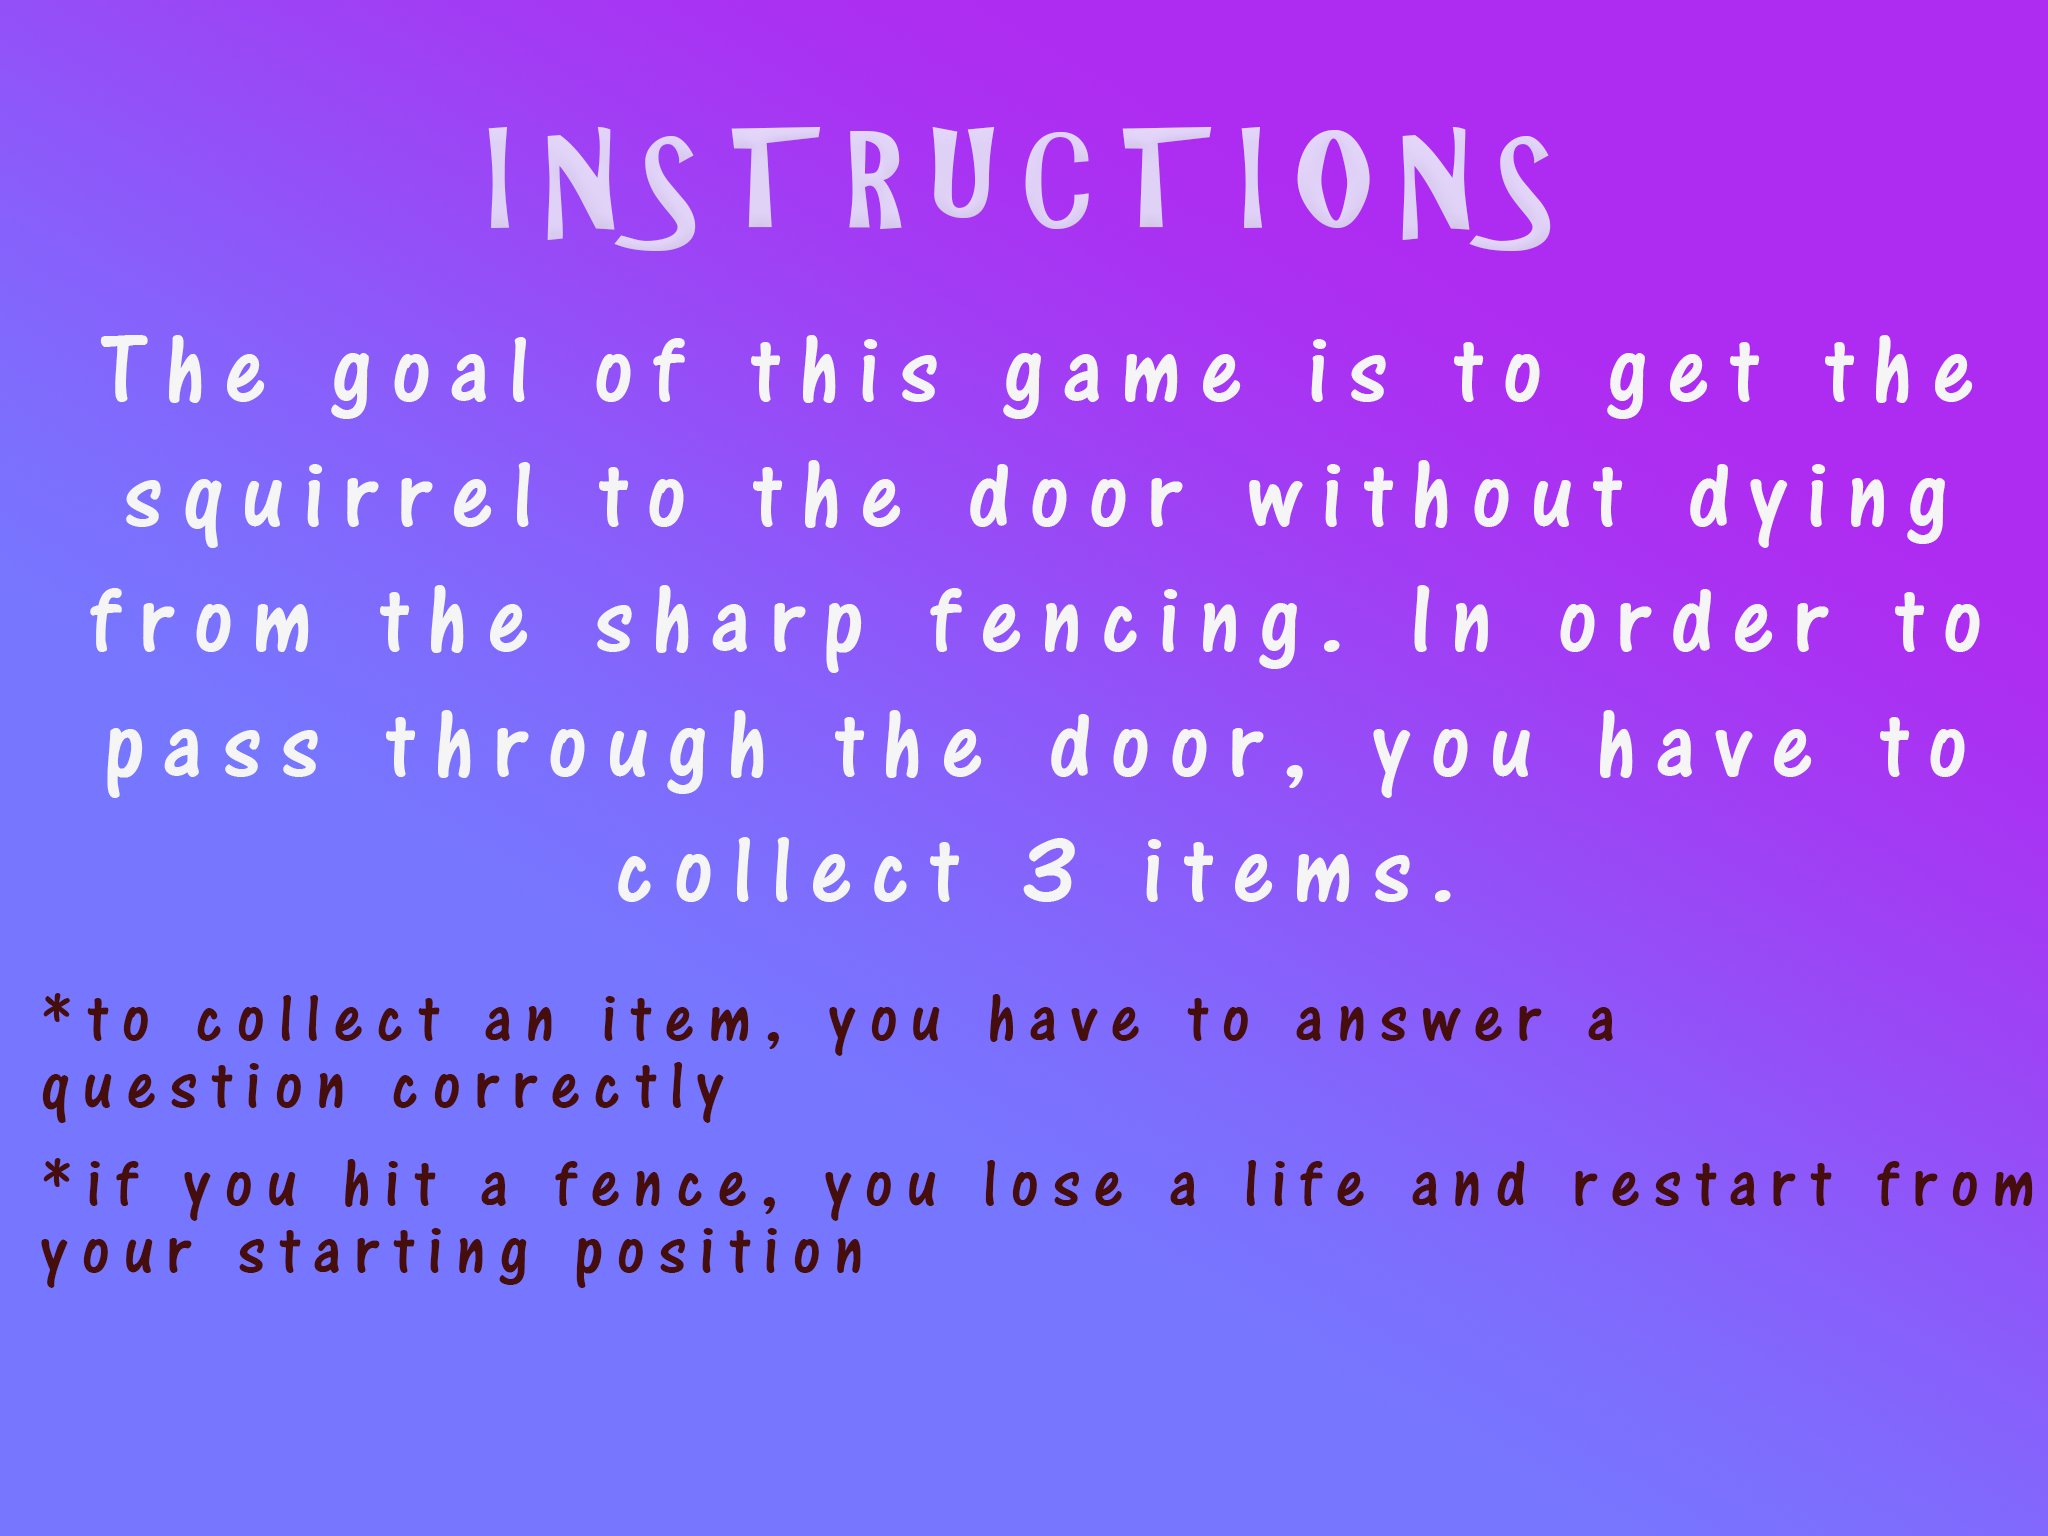 INSTRUCTIONS
The goal of this game is to get the
squirrel to the door without dying
from the sharp fencing. In order to
pass through the door, you have to
collect 3 items.
*to collect an item, you have to answer a
question correctly
*if you hit a fence, you lose a life and restart from
your starting position